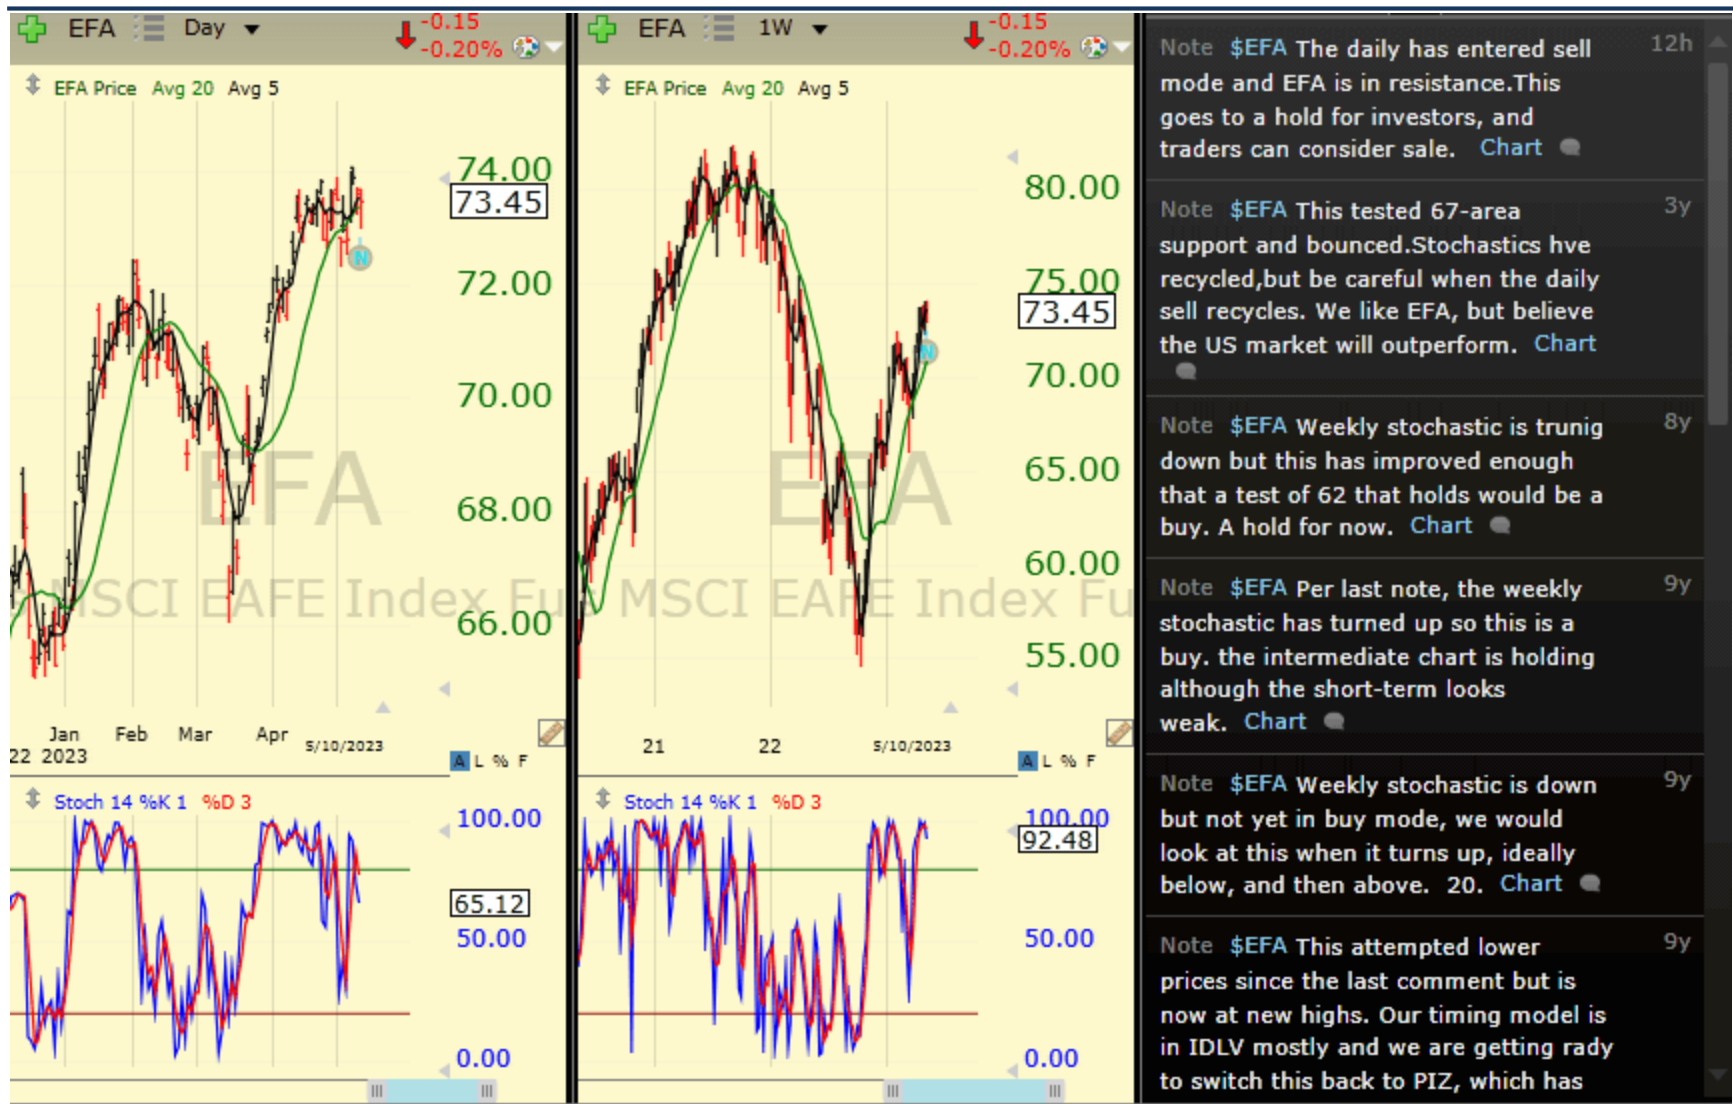 EFA Day -0.15
-0.20%
EFA Price Avg 20 Avg 5
74.00
73.45
72.00
70.00
68.00
66.00
EFA
MSCI EAFE Index Fu
N
Jan Feb Mar Apr 5/10/2023
22 2023
A L % F
Stoch 14 %K 1 %D 3
100.00
65.12
50.00
0.00
EFA 1W -0.15
-0.20%
EFA Price Avg 20 Avg 5
80.00
75.00
73.45
70.00
65.00
60.00
55.00
EFA
MSCI EAFE Index Fu
N
21 22 5/10/2023
A L % F
Stoch 14 %K 1 %D 3
100.00
92.48
50.00
0.00
Note $EFA The daily has entered sell 12h
mode and EFA is in resistance.This
goes to a hold for investors, and
traders can consider sale. Chart
Note $EFA This tested 67-area 3y
support and bounced.Stochastics hve
recycled,but be careful when the daily
sell recycles. We like EFA, but believe
the US market will outperform. Chart
Note $EFA Weekly stochastic is trunig 8y
down but this has improved enough
that a test of 62 that holds would be a
buy. A hold for now. Chart
Note $EFA Per last note, the weekly 9y
stochastic has turned up so this is a
buy. the intermediate chart is holding
although the short-term looks
weak. Chart
Note $EFA Weekly stochastic is down 9y
but not yet in buy mode, we would
look at this when it turns up, ideally
below, and then above. 20. Chart
Note $EFA This attempted lower 9y
prices since the last comment but is
now at new highs. Our timing model is
in IDLV mostly and we are getting rady
to switch this back to PIZ, which has